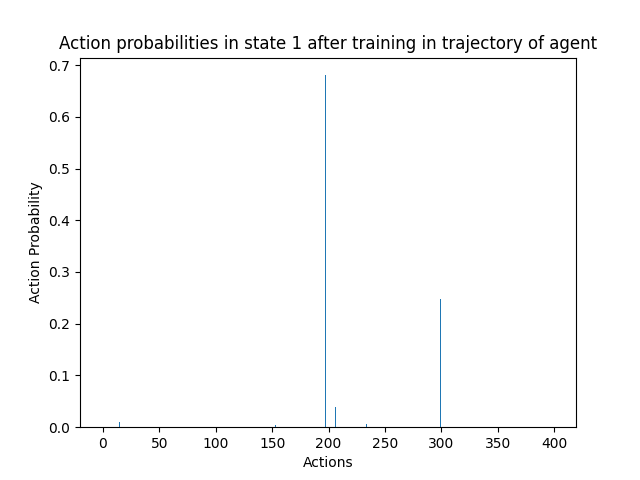 Action probabilities in state 1 after training in trajectory of agent
0.7
0.6
0.5
0.4
0.3
0.2
0.1
0.0
Action Probability
0 50 100 150 200 250 300 350 400
Actions